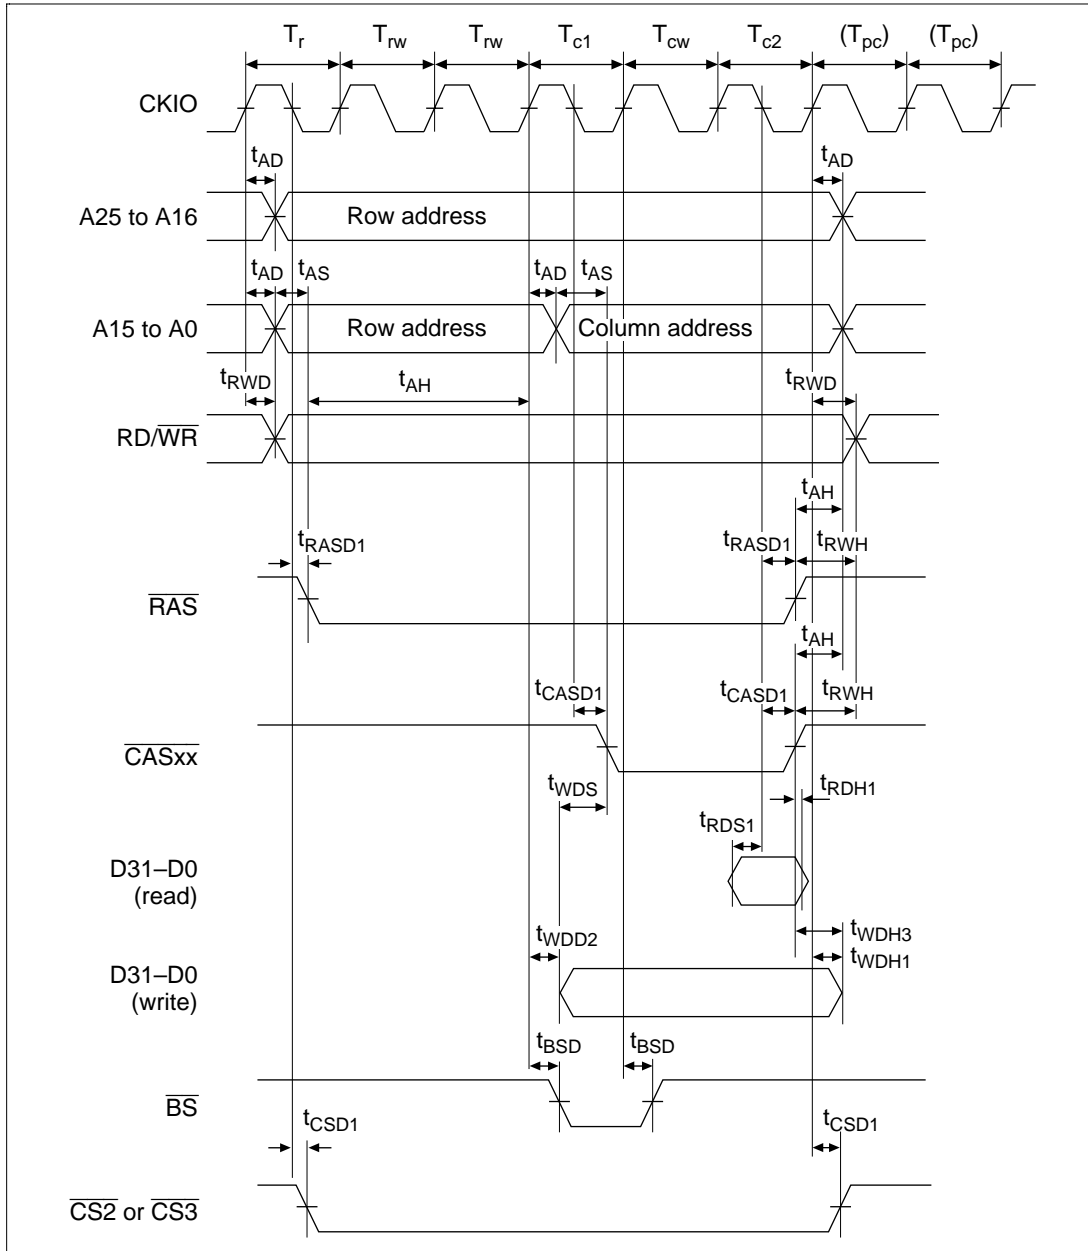 Tr Trw Trw Tc1 Tcw Tc2 (Tpc) (Tpc)
CKIO
tAD tAD
A25 to A16 Row address
tAD tAS tAD tAS
A15 to A0 Row address Column address
tRWD tAH tRWD
RD/WR
tAH
tRASD1 tRASD1 tRWH
RAS
tAH
tCASD1 tCASD1 tRWH
CASxx
tWDS tRDH1
tRDS1
D31–D0
(read)
tWDH3
tWDD2 tWDH1
D31–D0
(write)
tBSD tBSD
BS
tCSD1 tCSD1
CS2 or CS3